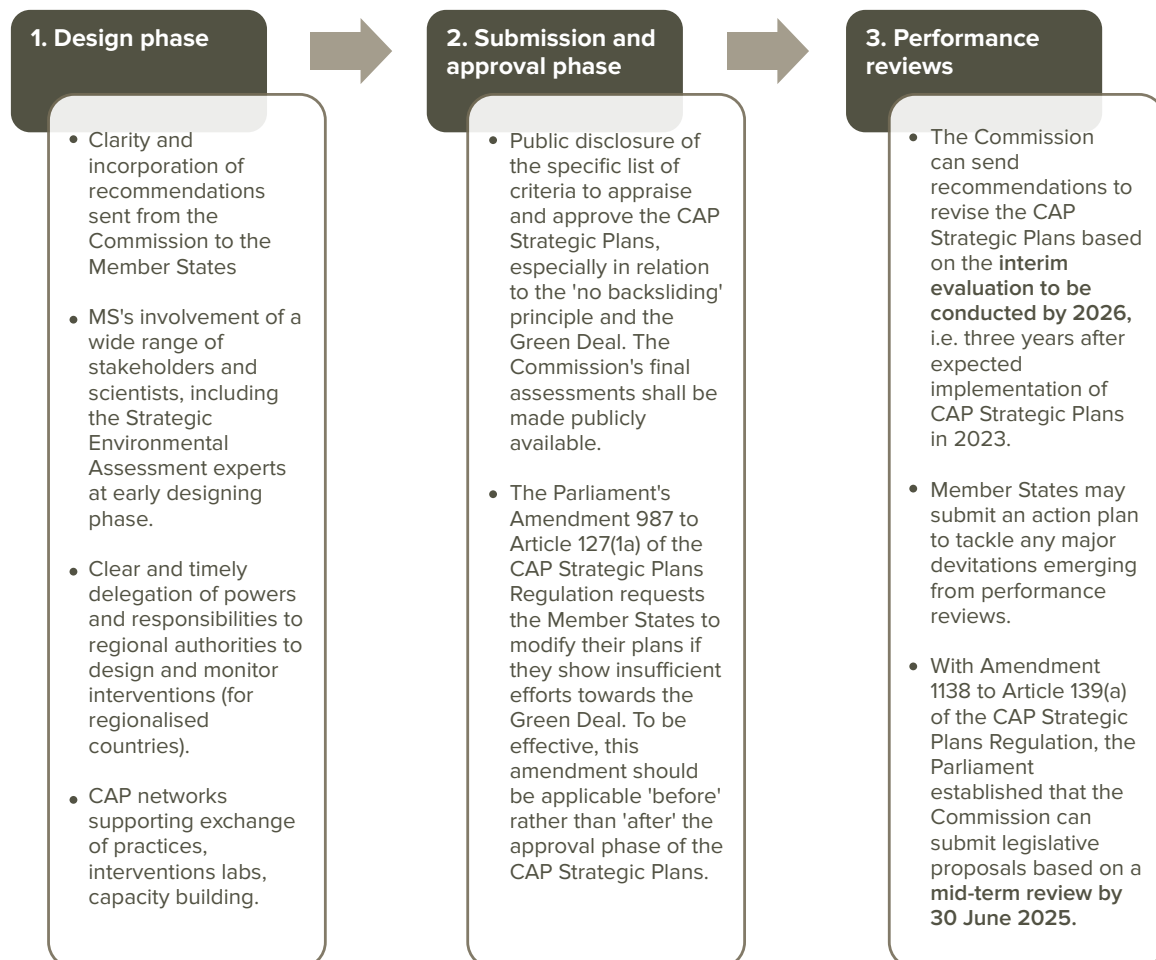 1. Design phase
• Clarity and
incorporation of
recommendations
sent from the
Commission to the
Member States
• MS's involvement of a
wide range of
stakeholders and
scientists, including
the Strategic
Environmental
Assessment experts
at early designing
phase.
• Clear and timely
delegation of powers
and responsibilities to
regional authorities to
design and monitor
interventions (for
regionalised
countries).
• CAP networks
supporting exchange
of practices,
interventions labs,
capacity building.
2. Submission and
approval phase
• Public disclosure of
the specific list of
criteria to appraise
and approve the CAP
Strategic Plans,
especially in relation
to the 'no backsliding'
principle and the
Green Deal. The
Commission's final
assessments shall be
made publicly
available.
• The Parliament's
Amendment 987 to
Article 127(1a) of the
CAP Strategic Plans
Regulation requests
the Member States to
modify their plans if
they show insufficient
efforts towards the
Green Deal. To be
effective, this
amendment should
be applicable 'before'
rather than 'after' the
approval phase of the
CAP Strategic Plans.
3. Performance
reviews
• The Commission
can send
recommendations to
revise the CAP
Strategic Plans based
on the interim
evaluation to be
conducted by 2026,
i.e. three years after
expected
implementation of
CAP Strategic Plans
in 2023.
• Member States may
submit an action plan
to tackle any major
devitations emerging
from performance
reviews.
• With Amendment
1138 to Article 139(a)
of the CAP Strategic
Plans Regulation, the
Parliament
established that the
Commission can
submit legislative
proposals based on a
mid-term review by
30 June 2025.